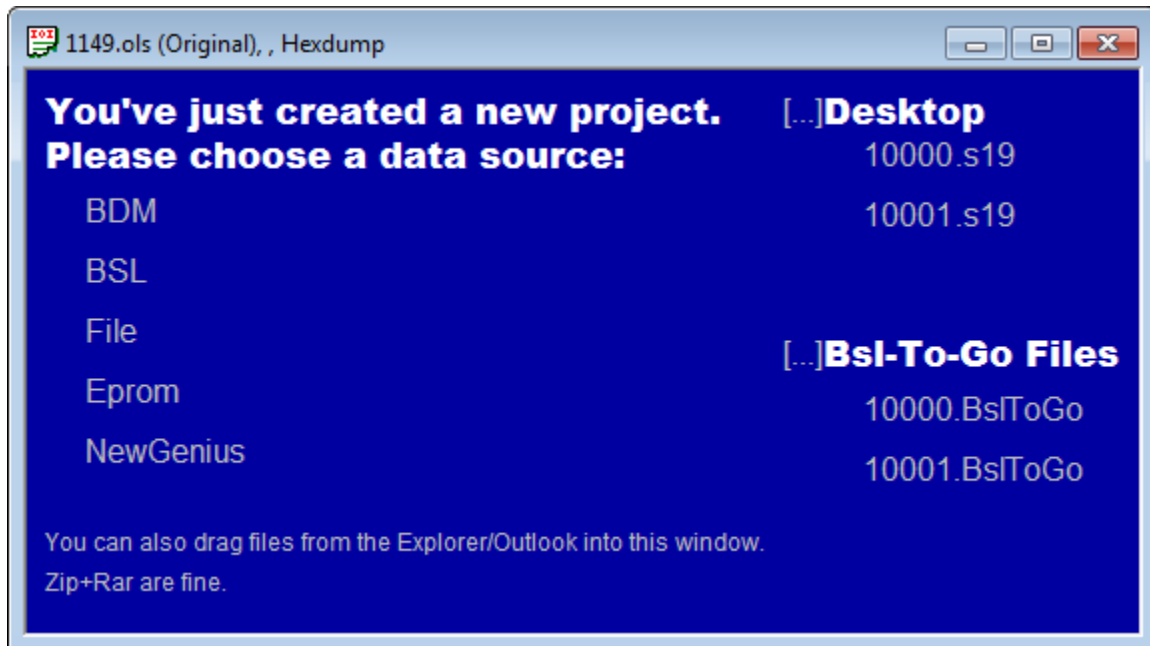 1149.ols (Original), , Hexdump
You've just created a new project.
Please choose a data source:
BDM
BSL
File
Eprom
NewGenius
[...]Desktop
10000.s19
10001.s19
[...]Bsl-To-Go Files
10000.BslToGo
10001.BslToGo
You can also drag files from the Explorer/Outlook into this window.
Zip+Rar are fine.